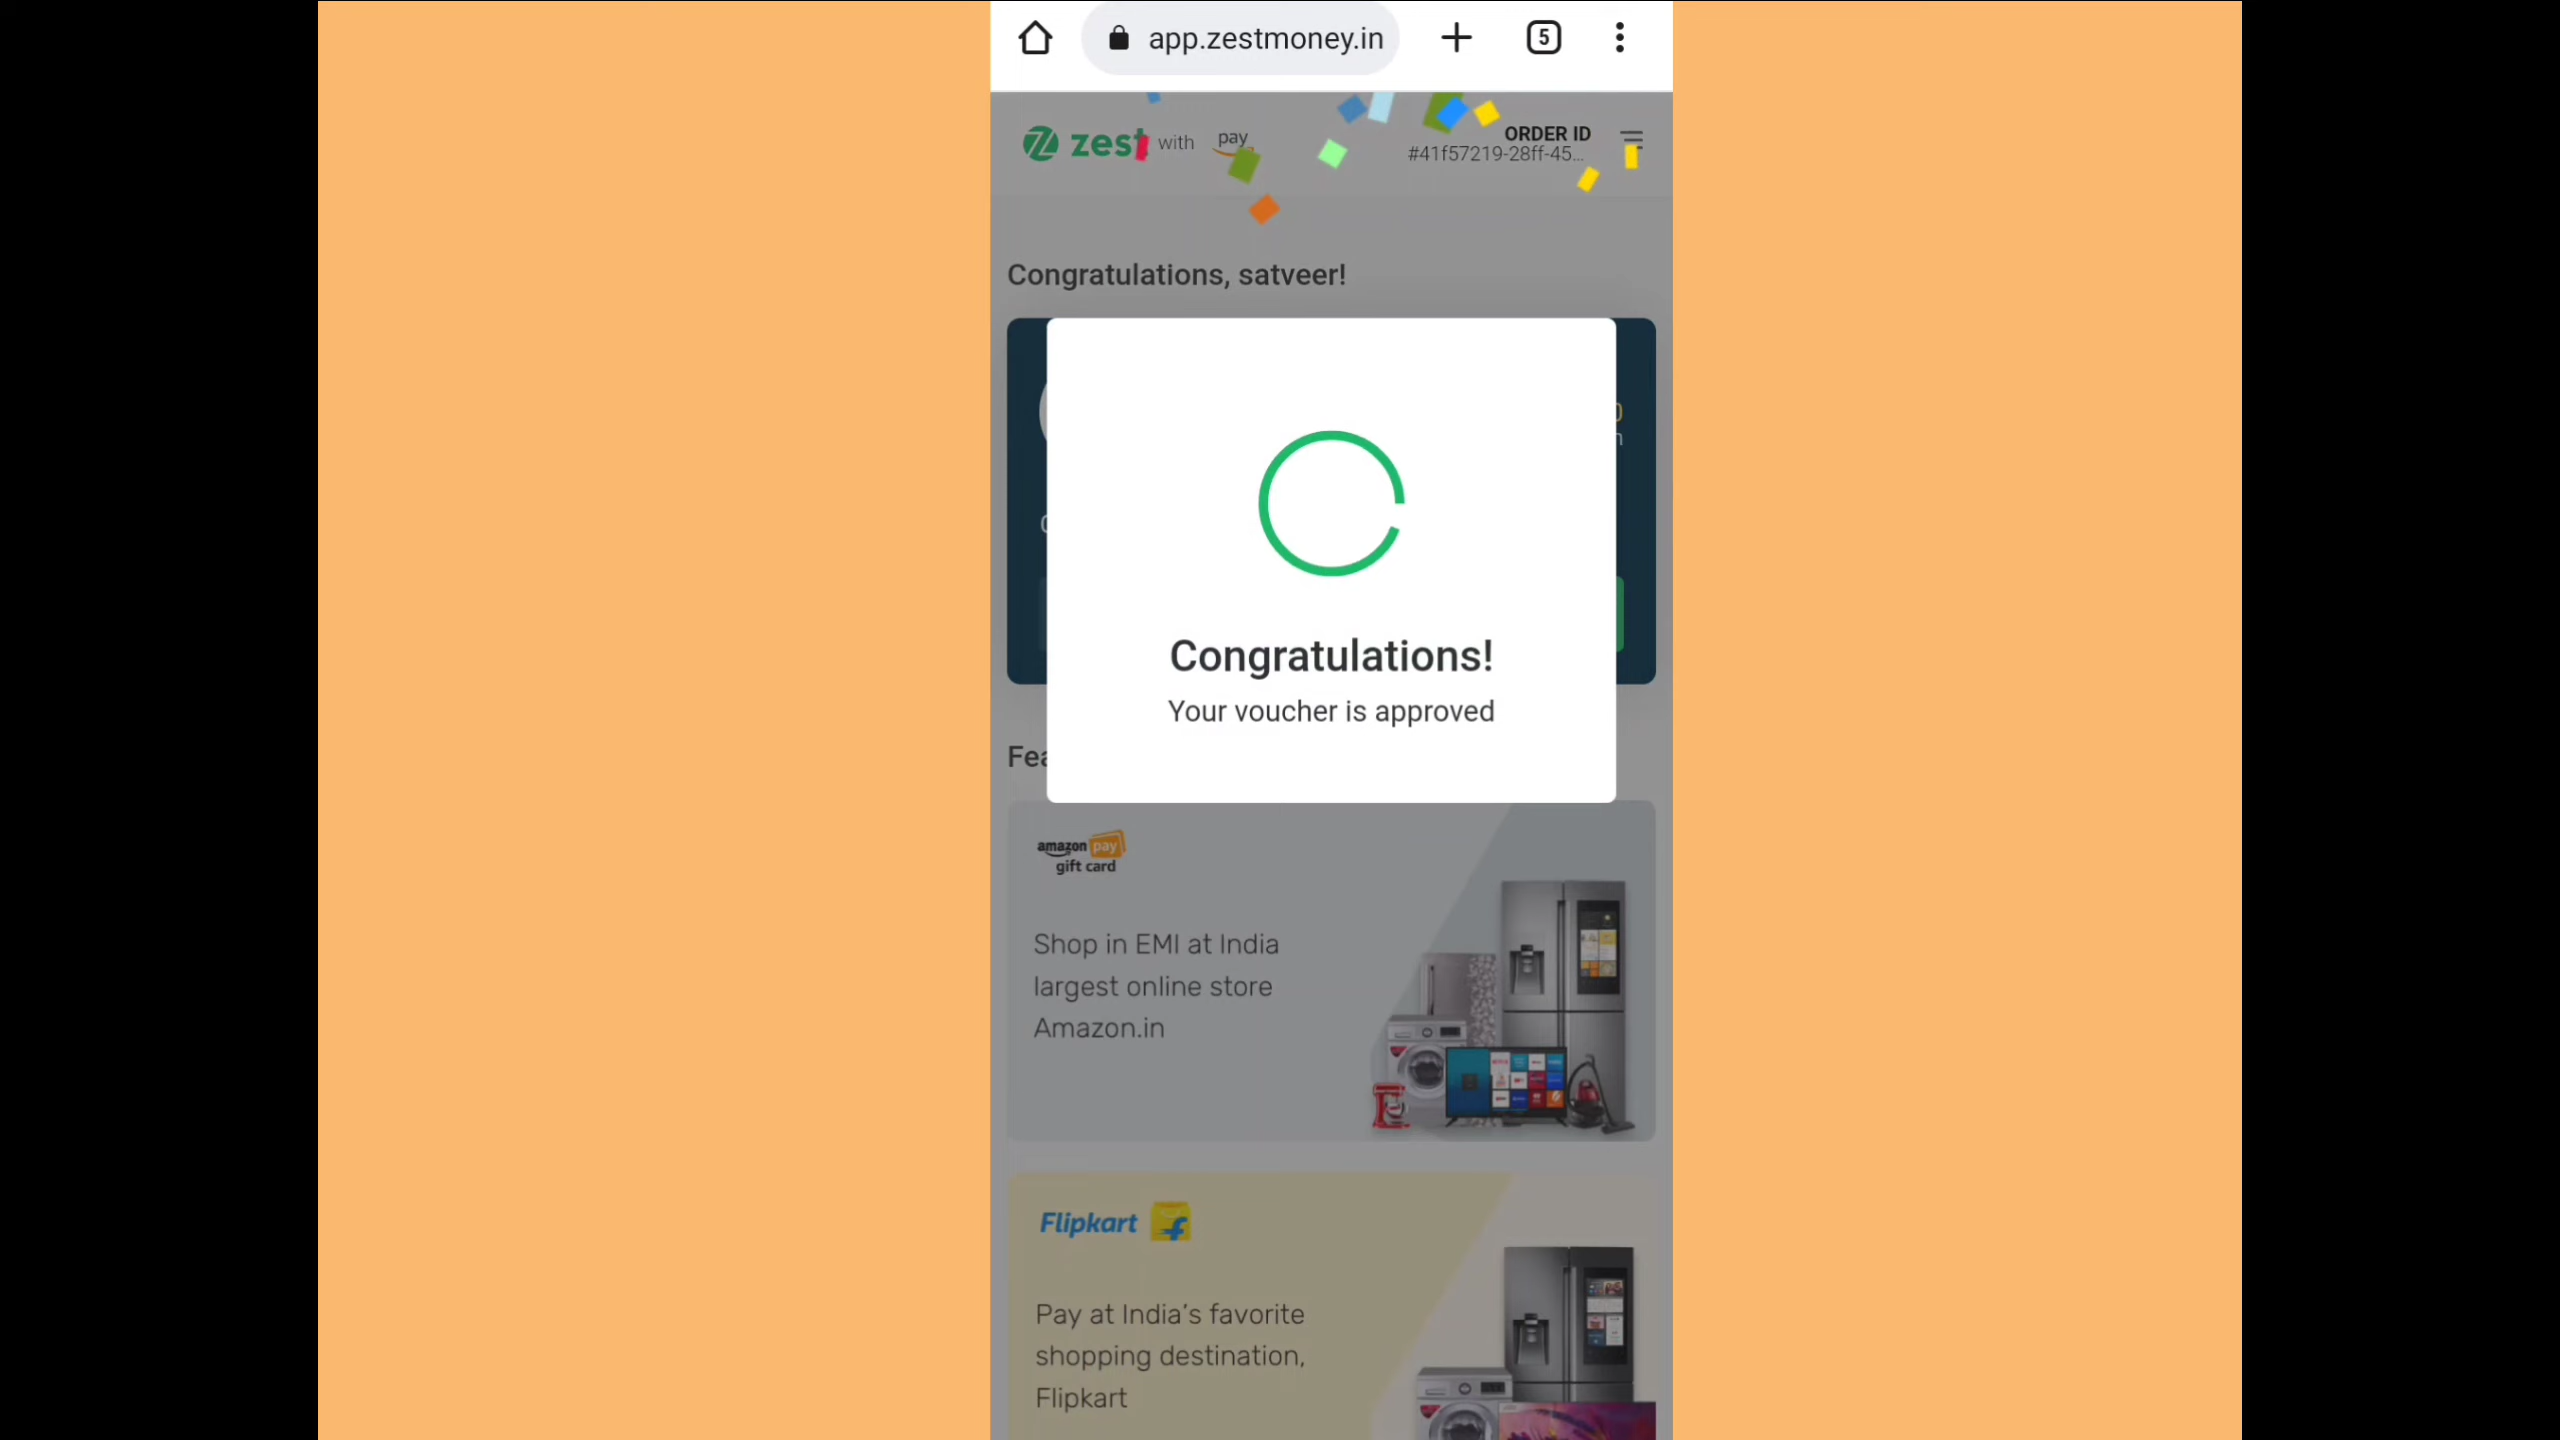 app.zestmoney.in
5
zest with pay
ORDER ID
#41f57219-28ff-45...
Congratulations, satveer!
Congratulations!
Your voucher is approved
amazon pay
gift card
Shop in EMI at India
largest online store
Amazon.in
Flipkart
Pay at India's favorite
shopping destination,
Flipkart